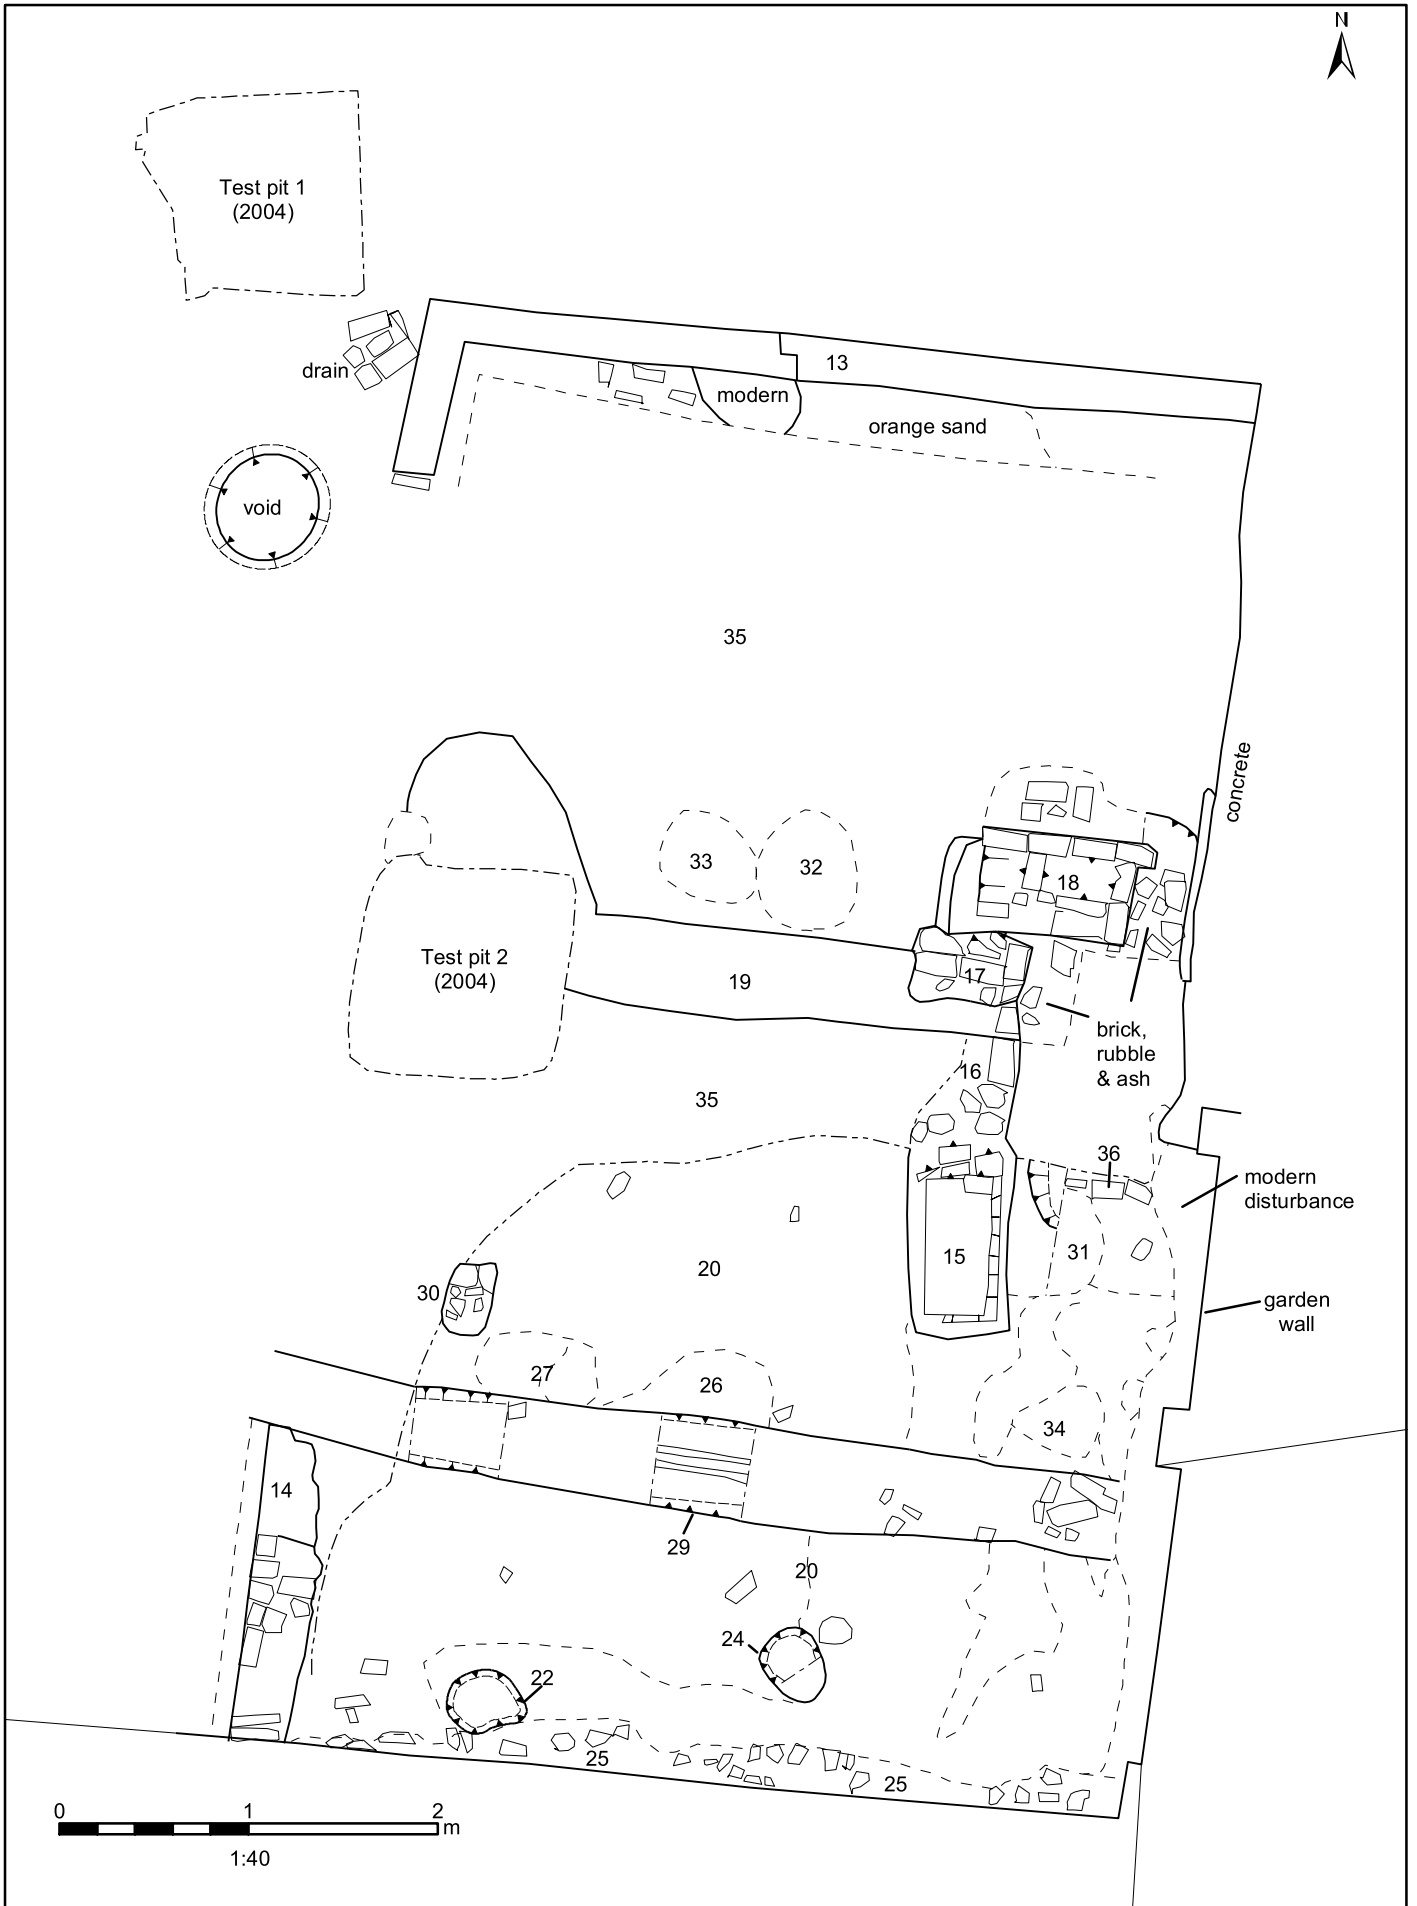 N
Test pit 1
(2004)
drain
13
modern
orange sand
void
35
concrete
33
32
18
Test pit 2
(2004)
19
17
brick,
rubble
& ash
16
35
36
modern
disturbance
31
15
20
30
garden
wall
27
26
34
14
29
20
24
22
25
25
0 1 2
m
1:40